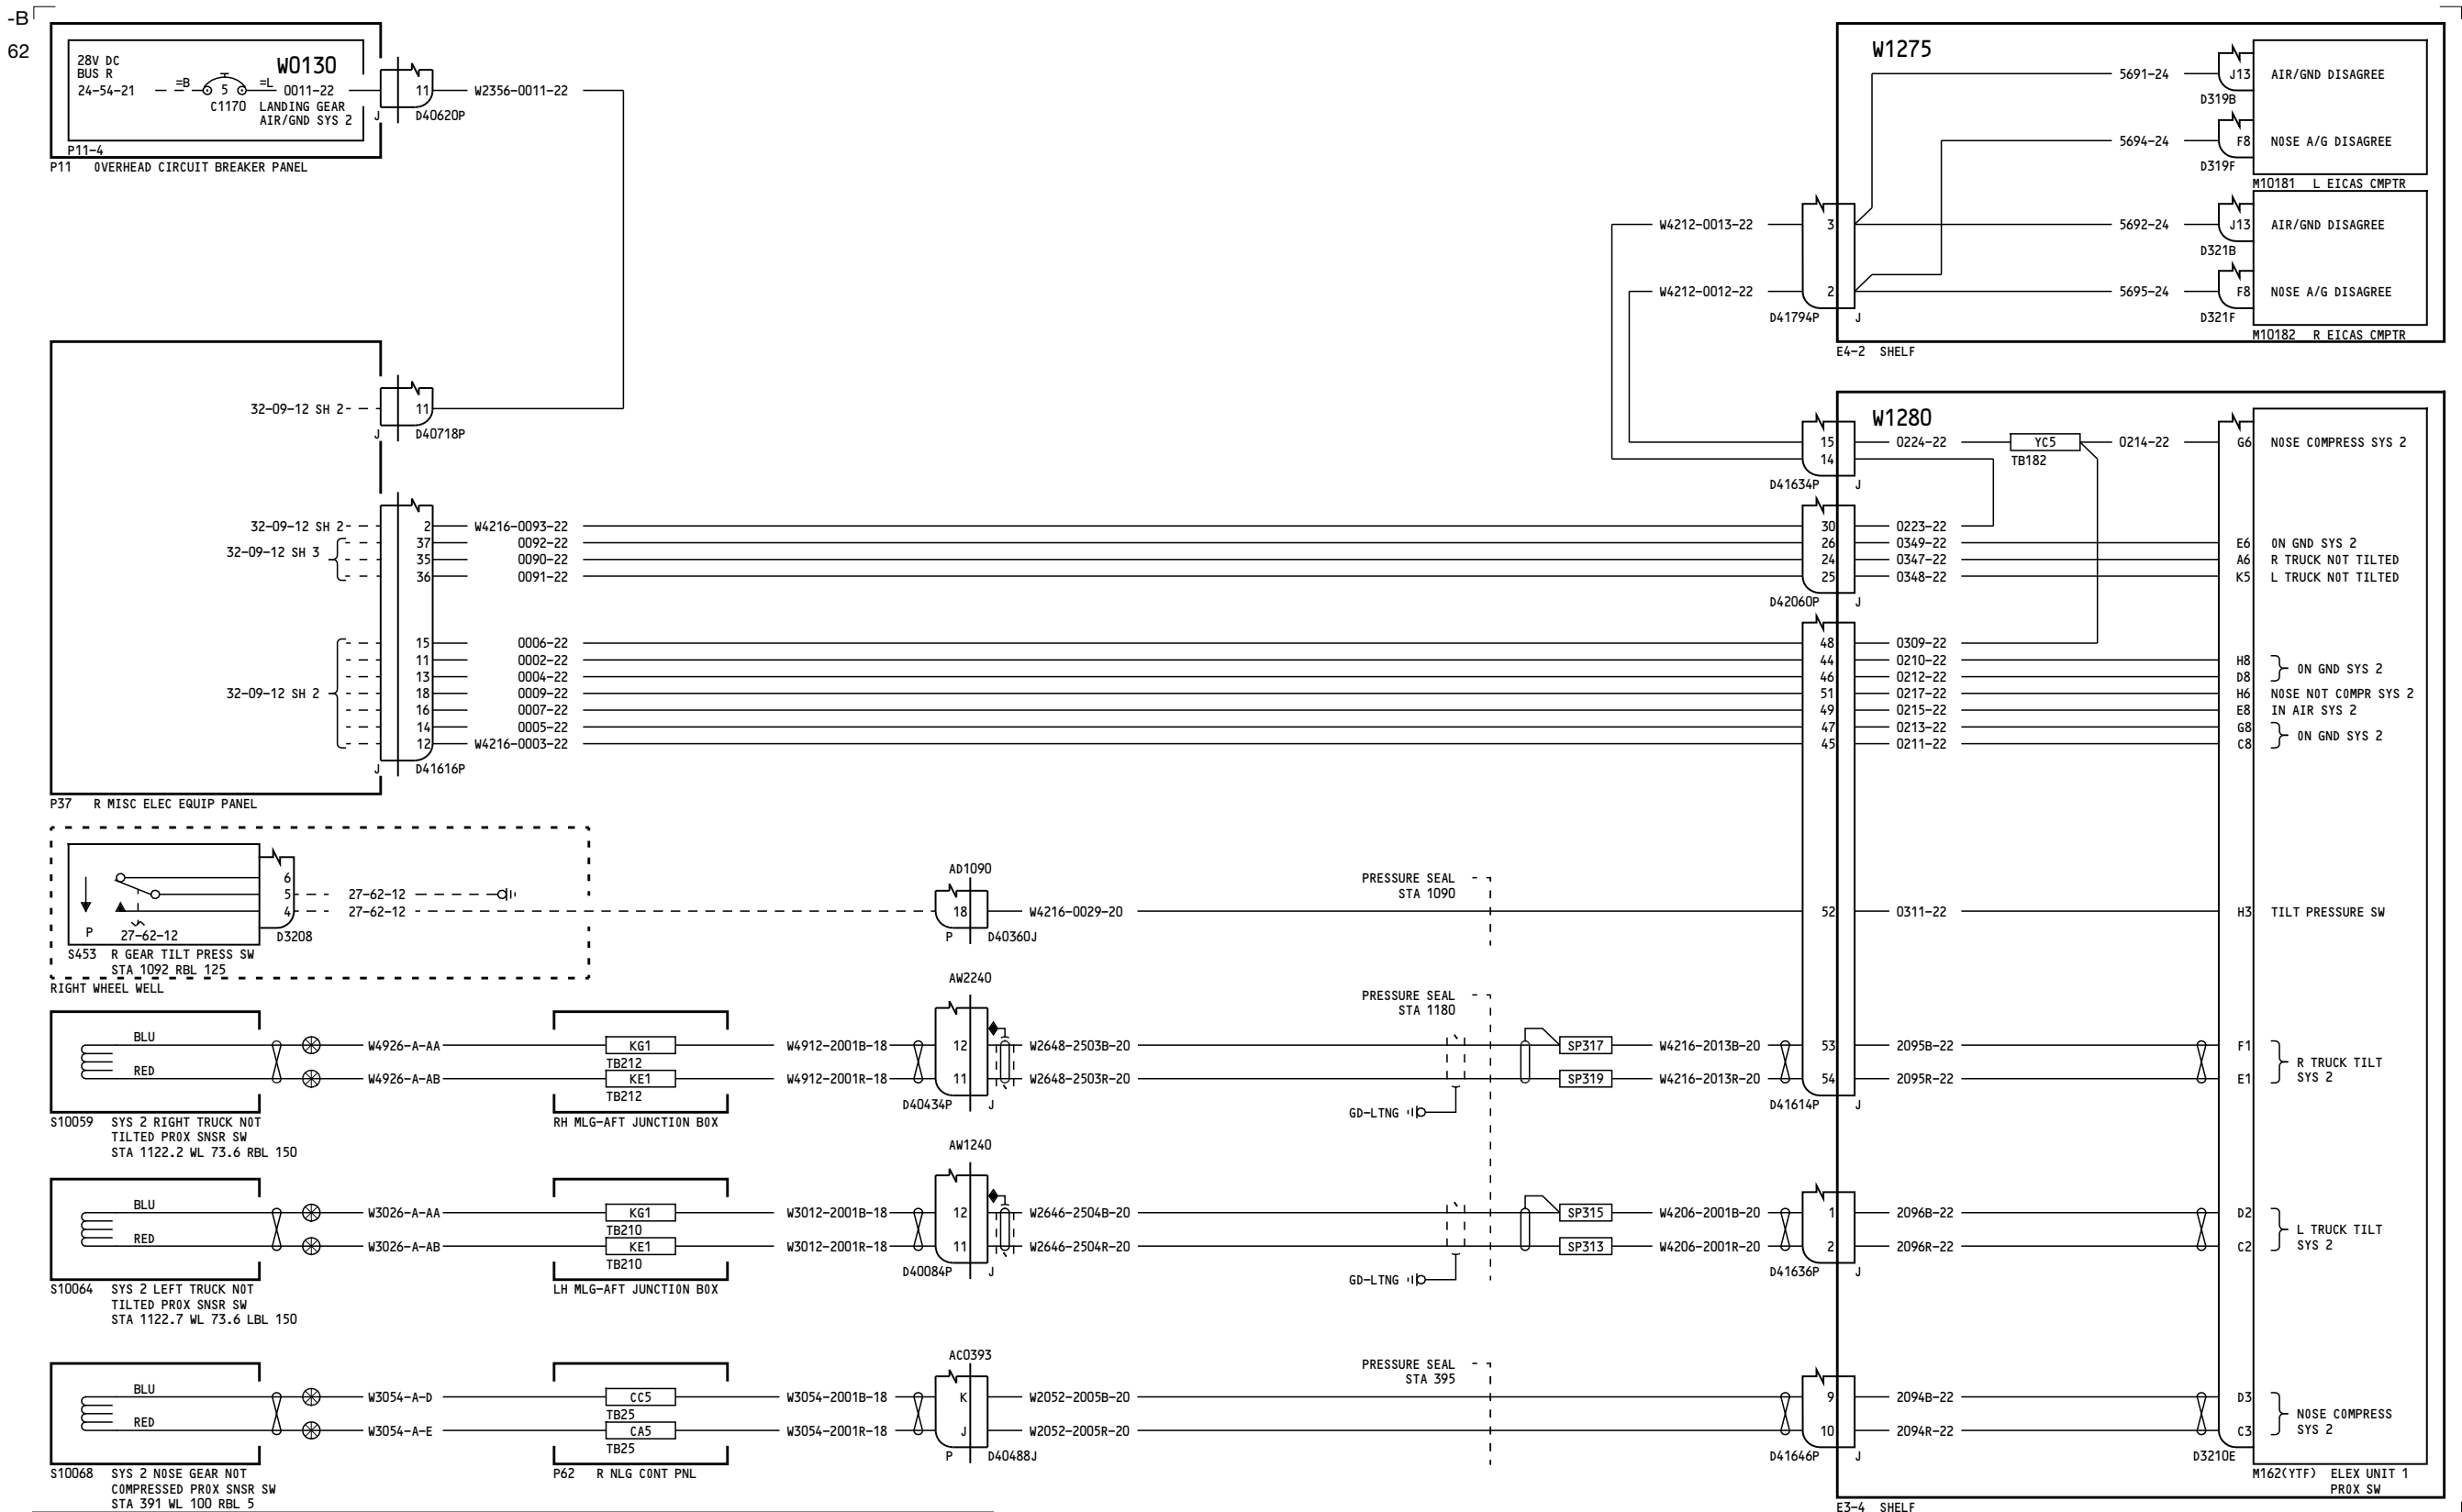 -B
62
28V DC
BUS R
24-54-21
=B
5
=L
W0130
0011-22
C1170
LANDING GEAR
AIR/GND SYS 2
J
11
D40620P
W2356-0011-22
P11-4
P11 OVERHEAD CIRCUIT BREAKER PANEL
W1275
5691-24
J13
AIR/GND DISAGREE
D319B
5694-24
F8
NOSE A/G DISAGREE
D319F
M10181 L EICAS CMPTR
W4212-0013-22
3
5692-24
J13
AIR/GND DISAGREE
D321B
W4212-0012-22
2
5695-24
F8
NOSE A/G DISAGREE
D41794P
J
D321F
M10182 R EICAS CMPTR
E4-2 SHELF
32-09-12 SH 2
11
J
D40718P
W1280
15
0224-22
YC5
0214-22
G6
NOSE COMPRESS SYS 2
14
TB182
D41634P
J
32-09-12 SH 2
2
W4216-0093-22
30
0223-22
32-09-12 SH 3
37
0092-22
26
0349-22
E6
ON GND SYS 2
35
0090-22
24
0347-22
A6
R TRUCK NOT TILTED
36
0091-22
25
0348-22
K5
L TRUCK NOT TILTED
D42060P
J
15
0006-22
48
0309-22
11
0002-22
44
0210-22
H8
ON GND SYS 2
13
0004-22
46
0212-22
D8
32-09-12 SH 2
18
0009-22
51
0217-22
H6
NOSE NOT COMPR SYS 2
16
0007-22
49
0215-22
E8
IN AIR SYS 2
14
0005-22
47
0213-22
G8
ON GND SYS 2
12
W4216-0003-22
45
0211-22
C8
J
D41616P
P37 R MISC ELEC EQUIP PANEL
6
5
27-62-12
4
27-62-12
P
27-62-12
D3208
S453 R GEAR TILT PRESS SW
STA 1092 RBL 125
RIGHT WHEEL WELL
AD1090
18
W4216-0029-20
P
D40360J
PRESSURE SEAL
STA 1090
52
0311-22
H3
TILT PRESSURE SW
AW2240
PRESSURE SEAL
STA 1180
BLU
W4926-A-AA
KG1
TB212
W4912-2001B-18
12
W2648-2503B-20
SP317
W4216-2013B-20
53
2095B-22
F1
R TRUCK TILT
SYS 2
RED
W4926-A-AB
KE1
TB212
W4912-2001R-18
11
W2648-2503R-20
SP319
W4216-2013R-20
54
2095R-22
E1
D40434P
J
GD-LTNG
D41614P
J
S10059 SYS 2 RIGHT TRUCK NOT
TILTED PROX SNSR SW
STA 1122.2 WL 73.6 RBL 150
RH MLG-AFT JUNCTION BOX
AW1240
BLU
W3026-A-AA
KG1
TB210
W3012-2001B-18
12
W2646-2504B-20
SP315
W4206-2001B-20
1
2096B-22
D2
L TRUCK TILT
SYS 2
RED
W3026-A-AB
KE1
TB210
W3012-2001R-18
11
W2646-2504R-20
SP313
W4206-2001R-20
2
2096R-22
C2
D40084P
J
GD-LTNG
D41636P
J
S10064 SYS 2 LEFT TRUCK NOT
TILTED PROX SNSR SW
STA 1122.7 WL 73.6 LBL 150
LH MLG-AFT JUNCTION BOX
AC0393
PRESSURE SEAL
STA 395
BLU
W3054-A-D
CC5
TB25
W3054-2001B-18
K
W2052-2005B-20
9
2094B-22
D3
NOSE COMPRESS
SYS 2
RED
W3054-A-E
CA5
TB25
W3054-2001R-18
J
W2052-2005R-20
10
2094R-22
C3
P
D40488J
D41646P
J
D3210E
S10068 SYS 2 NOSE GEAR NOT
COMPRESSED PROX SNSR SW
STA 391 WL 100 RBL 5
P62 R NLG CONT PNL
M162(YTF) ELEX UNIT 1
PROX SW
E3-4 SHELF